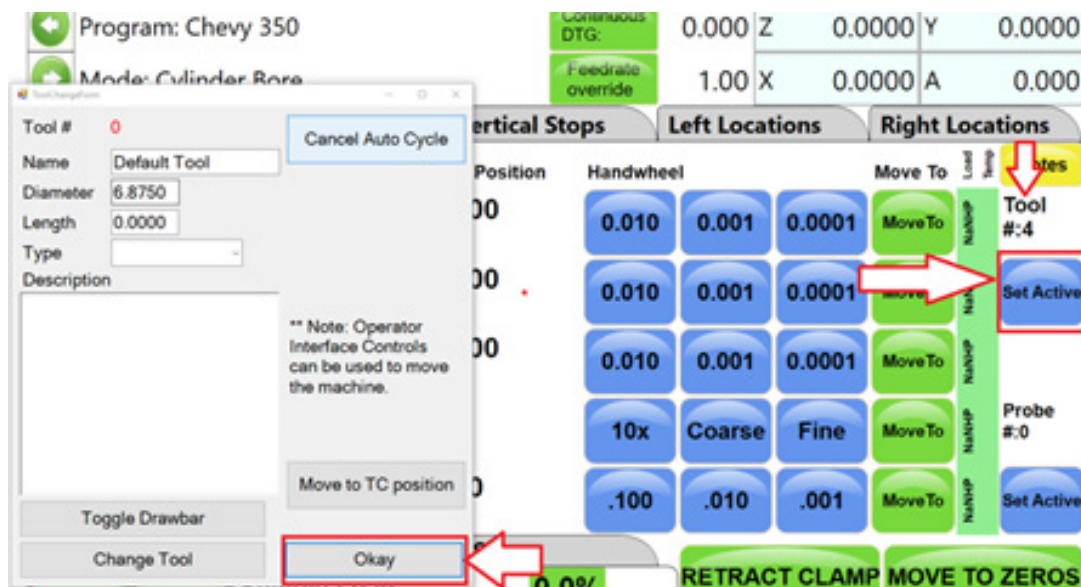 Program: Chevy 350
Continuous DTG:
0.000 Z 0.0000 Y 0.0000
Mode: Cylinder Bore
Feedrate override
1.00 X 0.0000 A 0.000
ToolChangeForm
Tool # 0
Name Default Tool
Diameter 6.8750
Length 0.0000
Type
Description
Cancel Auto Cycle
** Note: Operator
Interface Controls
can be used to move
the machine.
Move to TC position
Toggle Drawbar
Change Tool
Okay
ertical Stops Left Locations Right Locations
Position Handwheel Move To Load Temp
otes
00 0.010 0.001 0.0001 MoveTo NaNHP
Tool
#:4
00 0.010 0.001 0.0001 NaNHP Set Active
00 0.010 0.001 0.0001 MoveTo NaNHP
10x Coarse Fine MoveTo NaNHP
Probe
#:0
0 .100 .010 .001 MoveTo NaNHP Set Active
0.0%
RETRACT CLAMP MOVE TO ZEROS